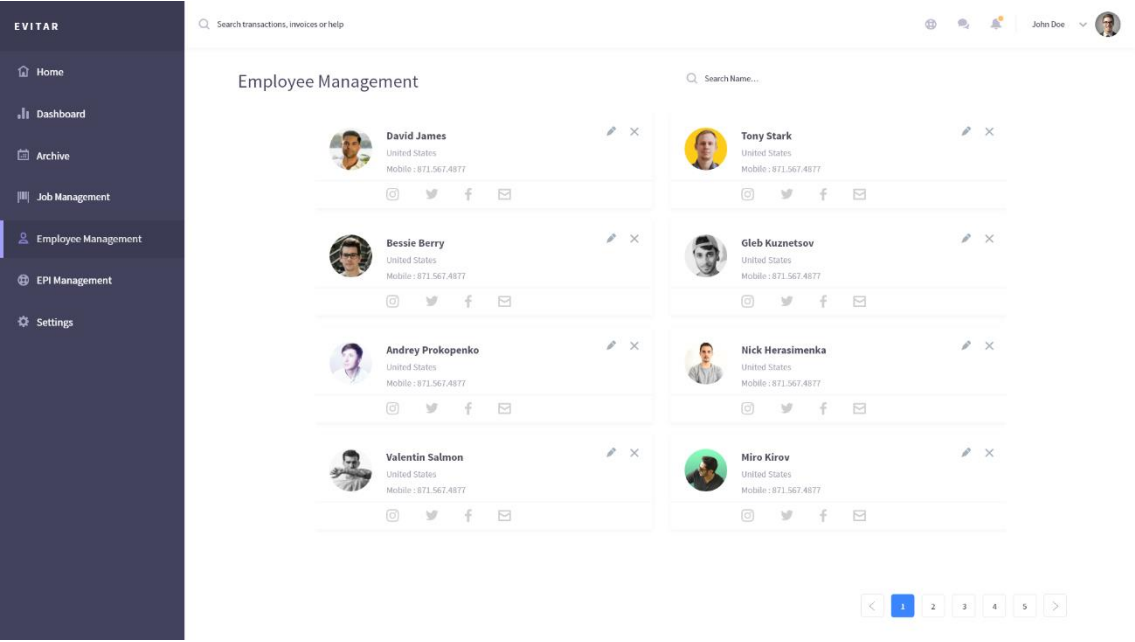 EVITAR
Search transactions, invoices or help
John Doe
Home
Dashboard
Archive
Job Management
Employee Management
EPI Management
Settings
Employee Management
Search Name...
David James
United States
Mobile : 871.567.4877
Tony Stark
United States
Mobile : 871.567.4877
Bessie Berry
United States
Mobile : 871.567.4877
Gleb Kuznetsov
United States
Mobile : 871.567.4877
Andrey Prokopenko
United States
Mobile : 871.567.4877
Nick Herasimenka
United States
Mobile : 871.567.4877
Valentin Salmon
United States
Mobile : 871.567.4877
Miro Kirov
United States
Mobile : 871.567.4877
1 2 3 4 5